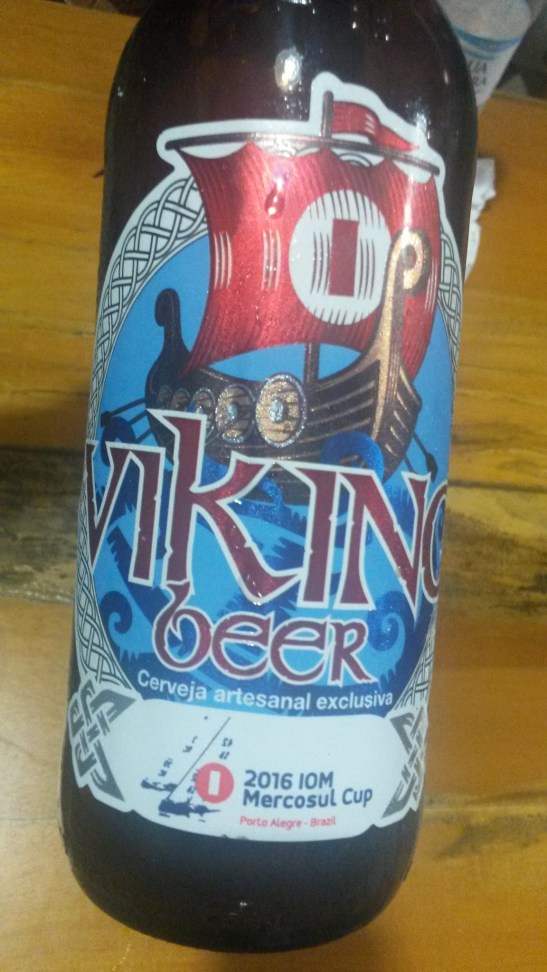 VIKING
beer
Cerveja artesanal exclusiva
2016 IOM
Mercosul Cup
Porto Alegre - Brazil